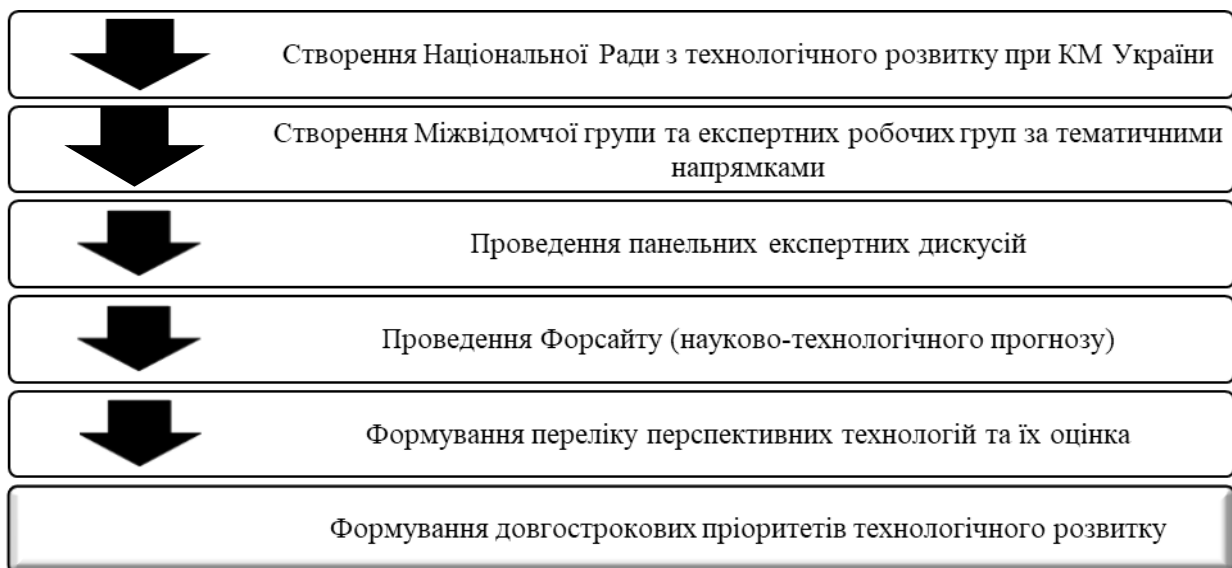 Створення Національної Ради з технологічного розвитку при КМ України
Створення Міжвідомчої групи та експертних робочих груп за тематичними
напрямками
Проведення панельних експертних дискусій
Проведення Форсайту (науково-технологічного прогнозу)
Формування переліку перспективних технологій та їх оцінка
Формування довгострокових пріоритетів технологічного розвитку